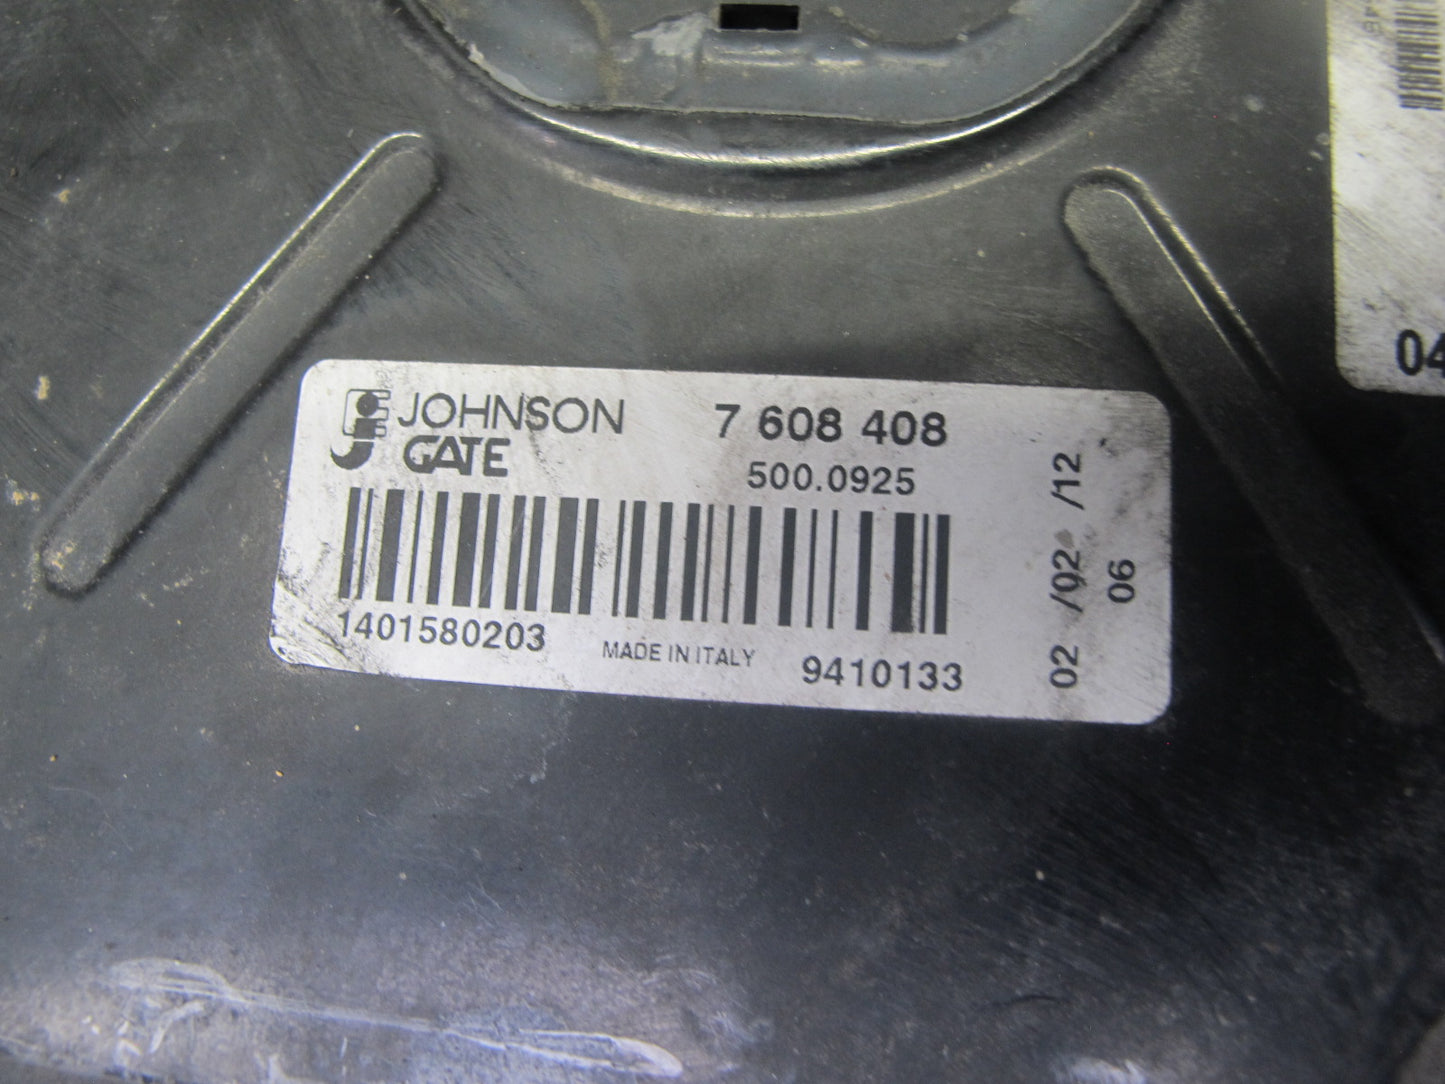 JOHNSON 7 608 408
GATE 500.0925
1401580203 MADE IN ITALY 9410133
02 /02 /12
06
04